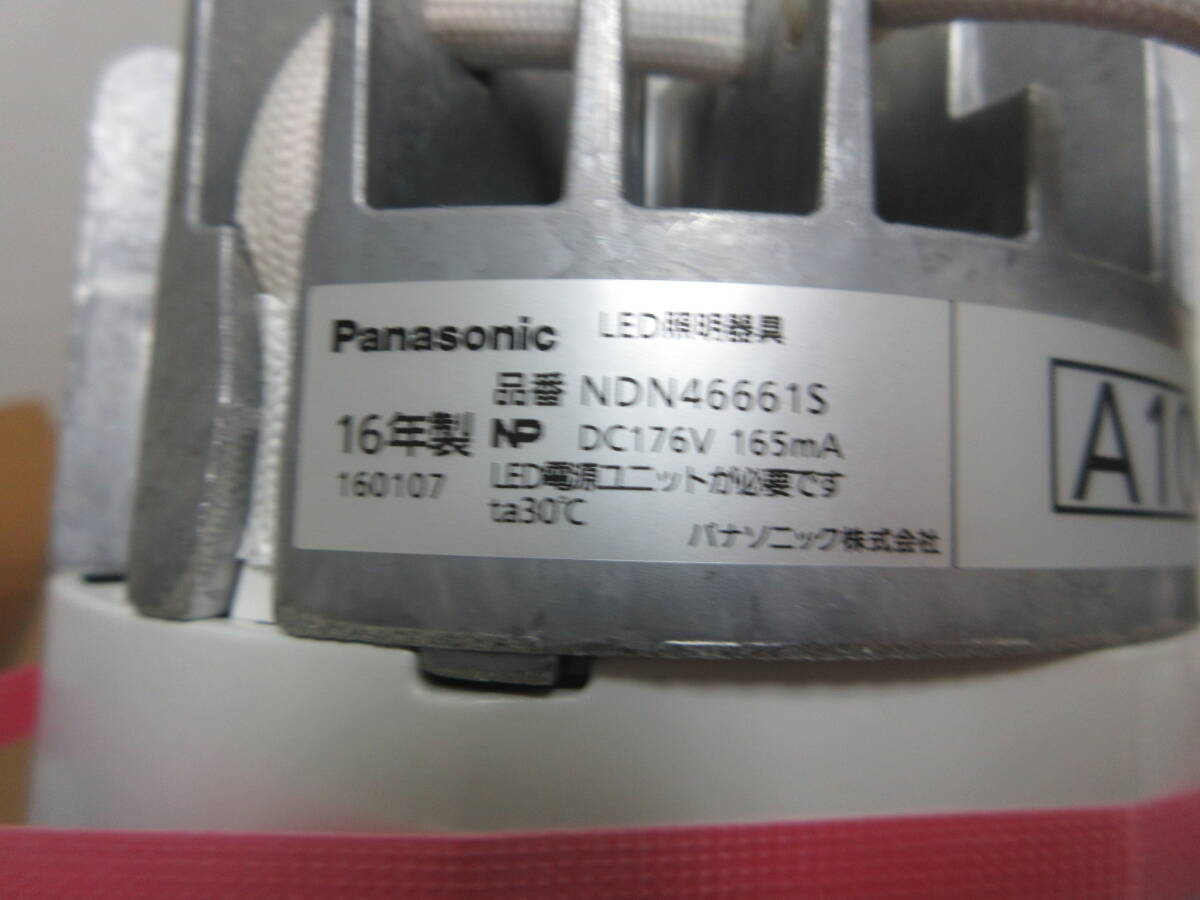 Panasonic LED照明器具
品番 NDN46661S
16年製 NP DC176V 165mA
160107 LED電源ユニットが必要です
ta30℃
パナソニック株式会社
A10